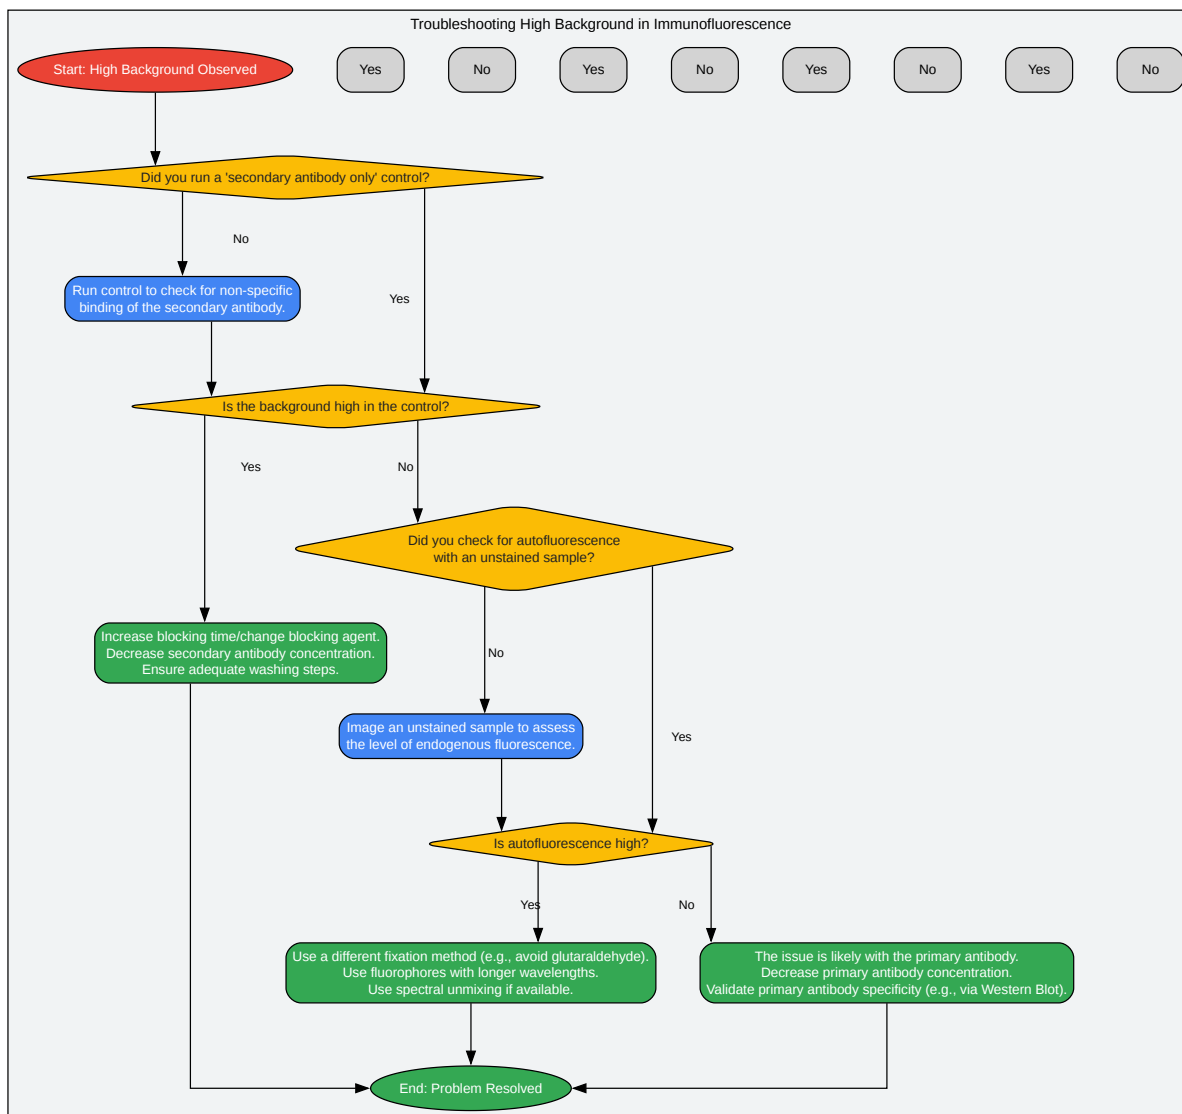 Troubleshooting High Background in Immunofluorescence
Start: High Background Observed
Yes
No
Yes
No
Yes
No
Yes
No
Did you run a 'secondary antibody only' control?
No
Run control to check for non-specific
binding of the secondary antibody.
Yes
Is the background high in the control?
Yes
No
Did you check for autofluorescence
with an unstained sample?
Increase blocking time/change blocking agent.
Decrease secondary antibody concentration.
Ensure adequate washing steps.
No
Image an unstained sample to assess
the level of endogenous fluorescence.
Yes
Is autofluorescence high?
Yes
No
Use a different fixation method (e.g., avoid glutaraldehyde).
Use fluorophores with longer wavelengths.
Use spectral unmixing if available.
The issue is likely with the primary antibody.
Decrease primary antibody concentration.
Validate primary antibody specificity (e.g., via Western Blot).
End: Problem Resolved